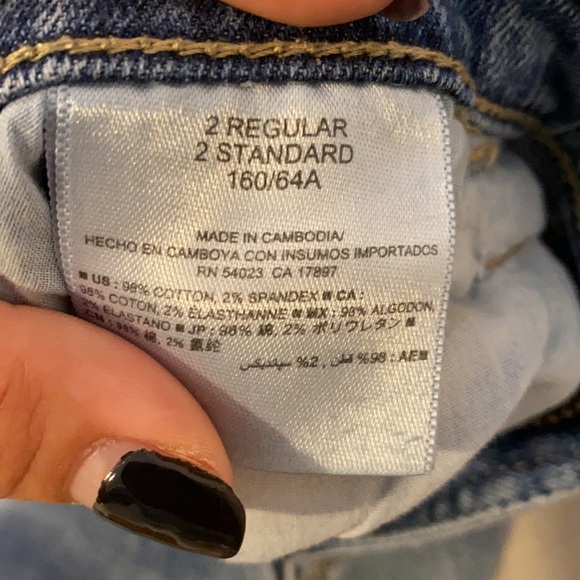 2 REGULAR
2 STANDARD
160/64A
MADE IN CAMBODIA/
HECHO EN CAMBOYA CON INSUMOS IMPORTADOS
RN 54023 CA 17897
■ US : 98% COTTON, 2% SPANDEX ■ CA :
98% COTON, 2% ELASTHANNE ■ MX : 98% ALGODON,
2% ELASTANO ■ JP : 98% 綿, 2% ポリウレタン ■
CN : 98% 棉, 2% 氨纶
■AE :98% قطن , 2% سباندیکس